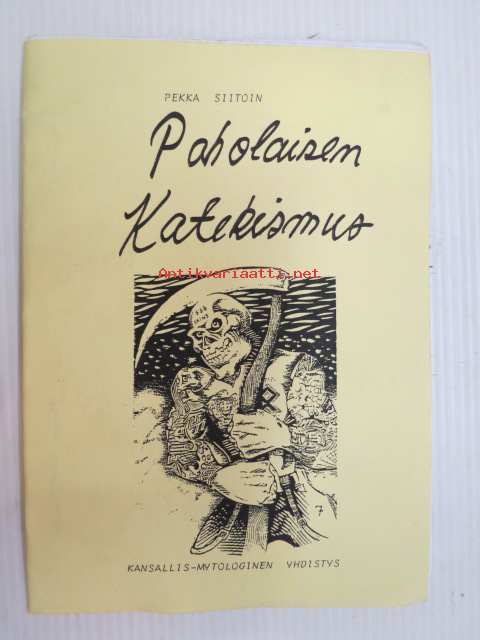 PEKKA SIITOIN
Paholaisen
Katekismus
Antikvariaatti.net
KANSALLIS-MYTOLOGINEN YHDISTYS